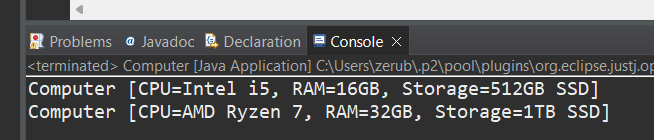 Problems @ Javadoc Declaration Console
<terminated> Computer [Java Application] C:\Users\zerub\.p2\pool\plugins\org.eclipse.justj.op
Computer [CPU=Intel i5, RAM=16GB, Storage=512GB SSD]
Computer [CPU=AMD Ryzen 7, RAM=32GB, Storage=1TB SSD]